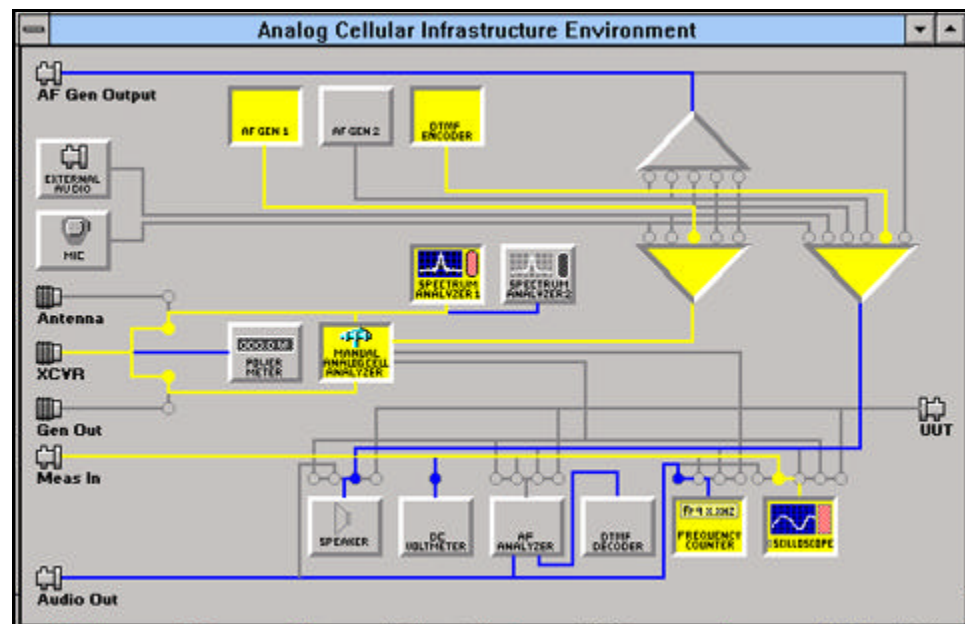 Analog Cellular Infrastructure Environment
AF Gen Output
AF GEN 1
AF GEN 2
DTMF
ENCODER
EXTERNAL
AUDIO
MIC
SPECTRUM
ANALYZER 1
SPECTRUM
ANALYZER 2
Antenna
XCVR
POWER
METER
MANUAL
ANALOG CELL
ANALYZER
Gen Out
UUT
Meas In
SPEAKER
DC
VOLTMETER
AF
ANALYZER
DTMF
DECODER
FREQUENCY
COUNTER
OSCILLOSCOPE
Audio Out